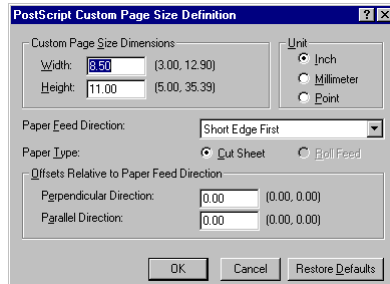 PostScript Custom Page Size Definition
Custom Page Size Dimensions
Width: 8.50 (3.00, 12.90)
Height: 11.00 (5.00, 35.39)
Unit
Inch
Millimeter
Point
Paper Feed Direction: Short Edge First
Paper Type: Cut Sheet Roll Feed
Offsets Relative to Paper Feed Direction
Perpendicular Direction: 0.00 (0.00, 0.00)
Parallel Direction: 0.00 (0.00, 0.00)
OK Cancel Restore Defaults